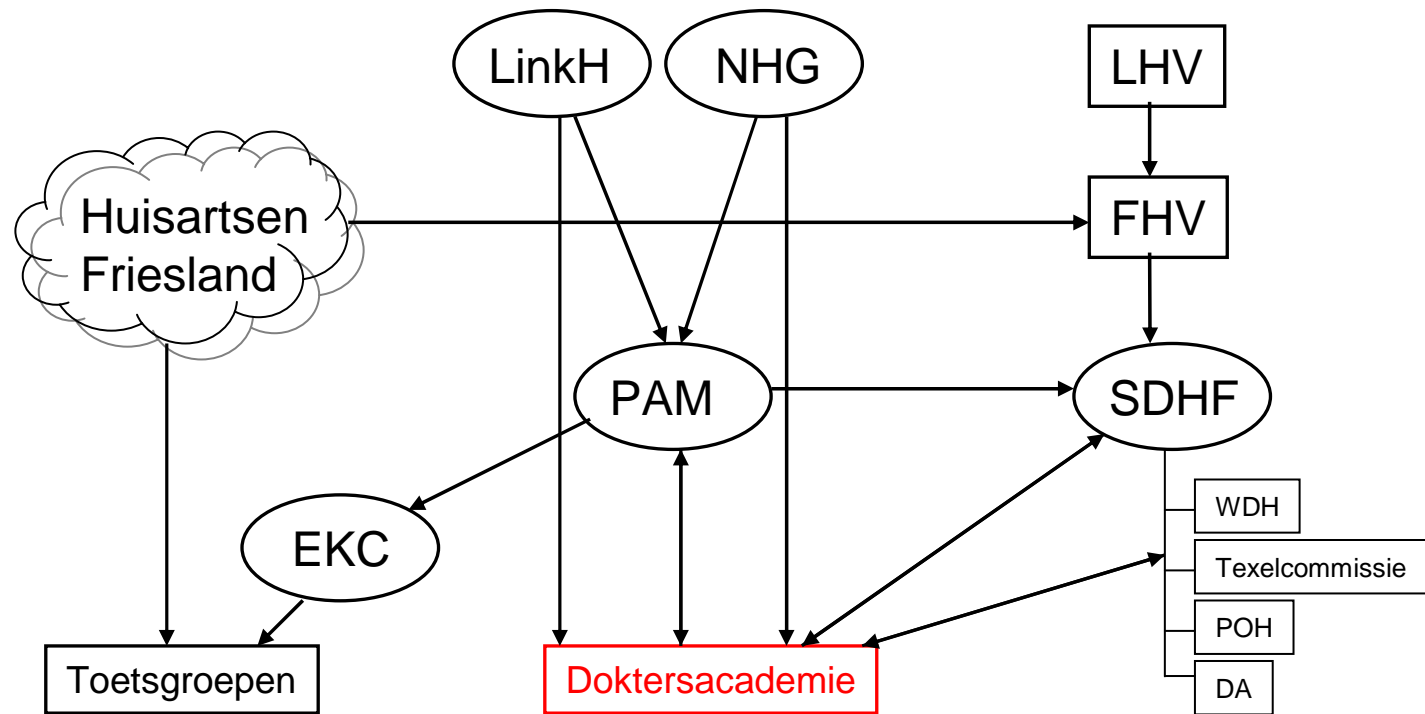 LinkH
NHG
LHV
Huisartsen
Friesland
FHV
PAM
SDHF
WDH
EKC
Texelcommissie
POH
Toetsgroepen
Doktersacademie
DA